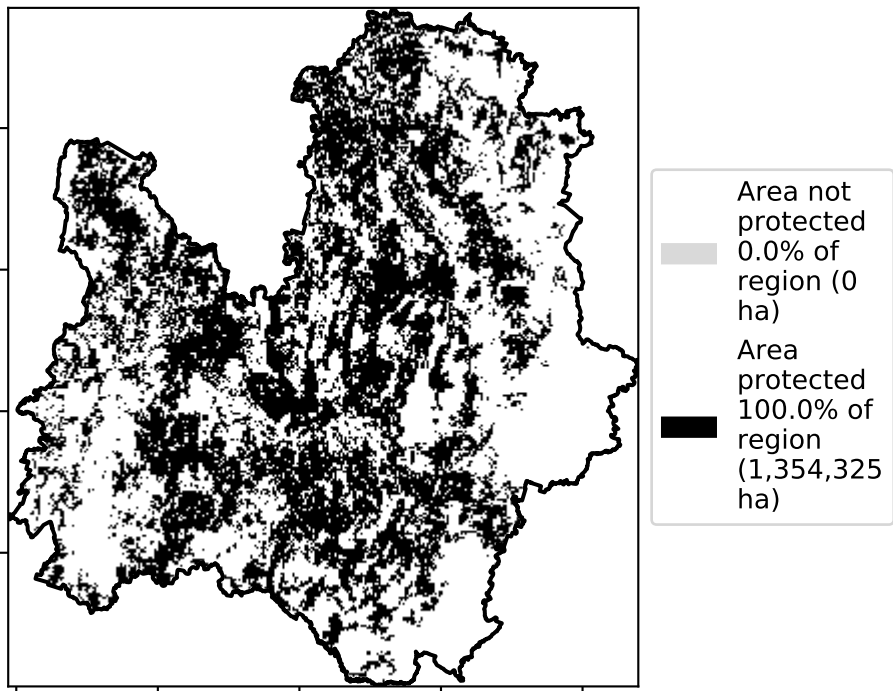 Area not
protected
0.0% of
region (0
ha)
Area
protected
100.0% of
region
(1,354,325
ha)